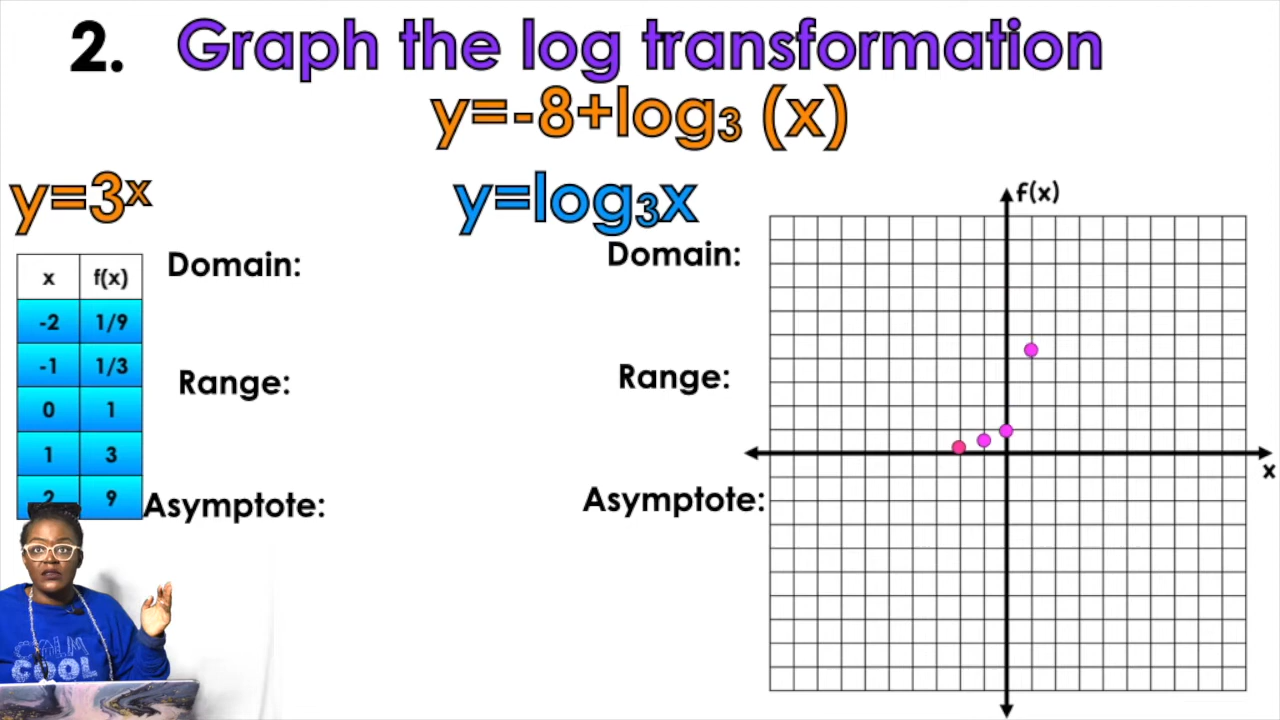 2. Graph the log transformation
y=-8+log₃ (x)
y=3ˣ
y=log₃x
x f(x)
-2 1/9
-1 1/3
0 1
1 3
2 9
Domain:
Range:
Asymptote:
Domain:
Range:
Asymptote:
f(x)
x
CALM
COOL